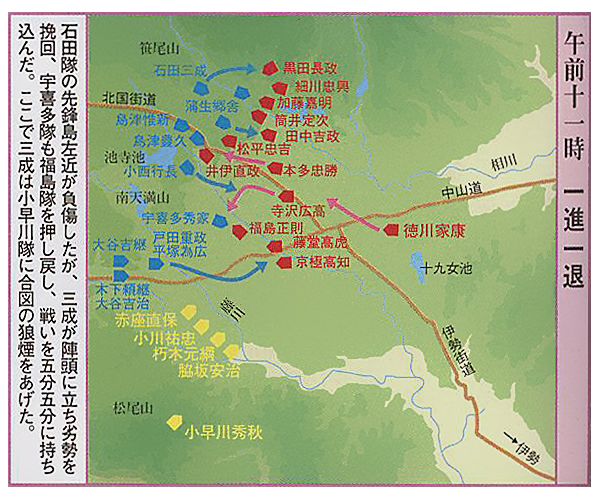 午前十一時 一進一退
石田隊の先鋒島左近が負傷したが、三成が陣頭に立ち劣勢を
挽回、宇喜多隊も福島隊を押し戻し、戦いを五分五分に持ち
込んだ。ここで三成は小早川隊に合図の狼煙をあげた。
笹尾山
石田三成
黒田長政
細川忠興
北国街道
蒲生郷舎
加藤嘉明
筒井定次
島津惟新
田中吉政
島津豊久
松平忠吉
池寺池
井伊直政
本多忠勝
相川
小西行長
中山道
南天満山
寺沢広高
宇喜多秀家
福島正則
徳川家康
戸田重政
平塚為広
藤堂高虎
大谷吉継
京極高知
十九女池
木下頼継
大谷吉治
赤座直保
藤川
小川祐忠
朽木元綱
脇坂安治
伊勢街道
松尾山
小早川秀秋
→伊勢